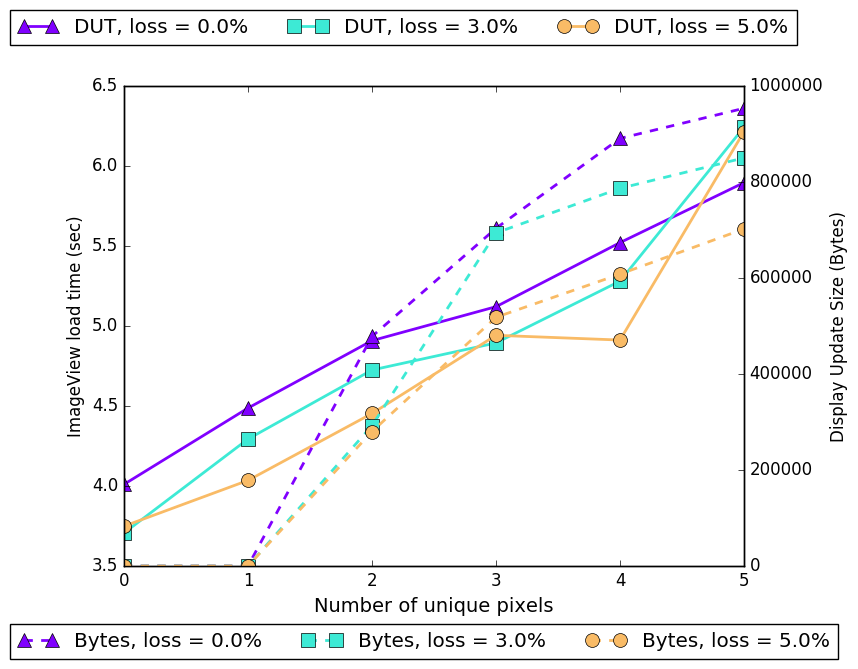 DUT, loss = 0.0% DUT, loss = 3.0% DUT, loss = 5.0%
6.5
6.0
5.5
5.0
4.5
4.0
3.5
ImageView load time (sec)
1000000
800000
600000
400000
200000
0
Display Update Size (Bytes)
0 1 2 3 4 5
Number of unique pixels
Bytes, loss = 0.0% Bytes, loss = 3.0% Bytes, loss = 5.0%